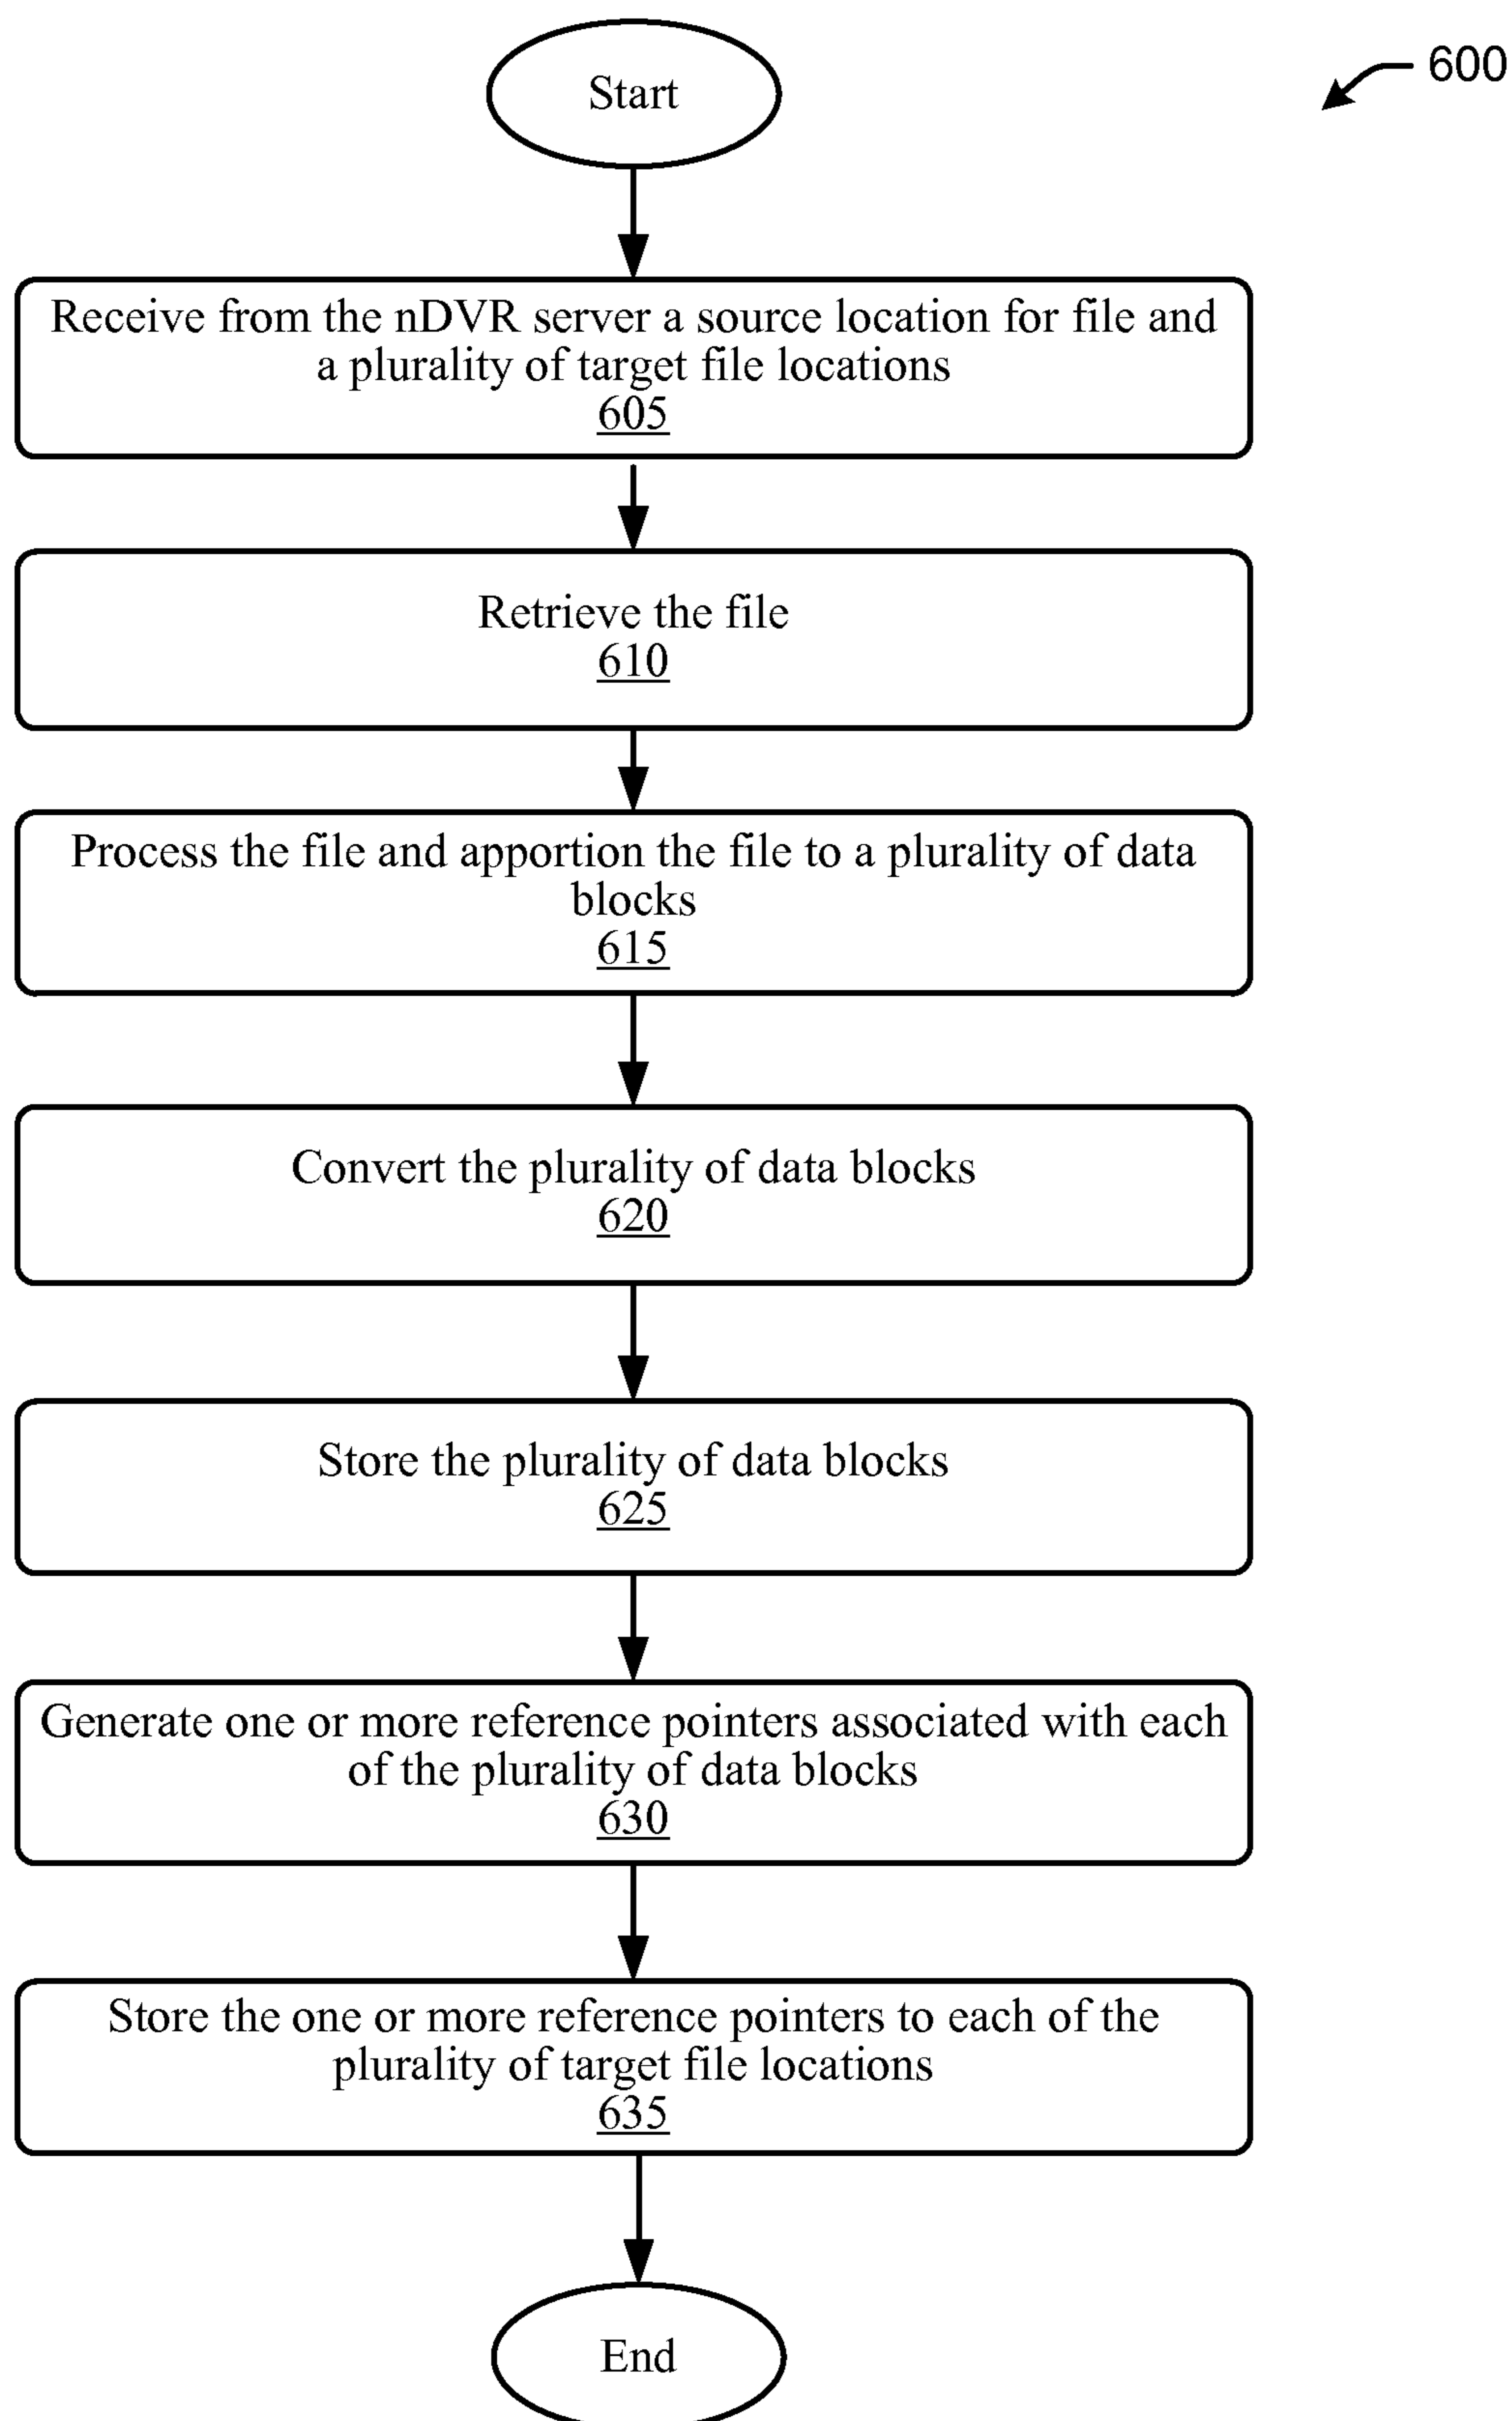 Start
600
Receive from the nDVR server a source location for file and
a plurality of target file locations
605
Retrieve the file
610
Process the file and apportion the file to a plurality of data
blocks
615
Convert the plurality of data blocks
620
Store the plurality of data blocks
625
Generate one or more reference pointers associated with each
of the plurality of data blocks
630
Store the one or more reference pointers to each of the
plurality of target file locations
635
End